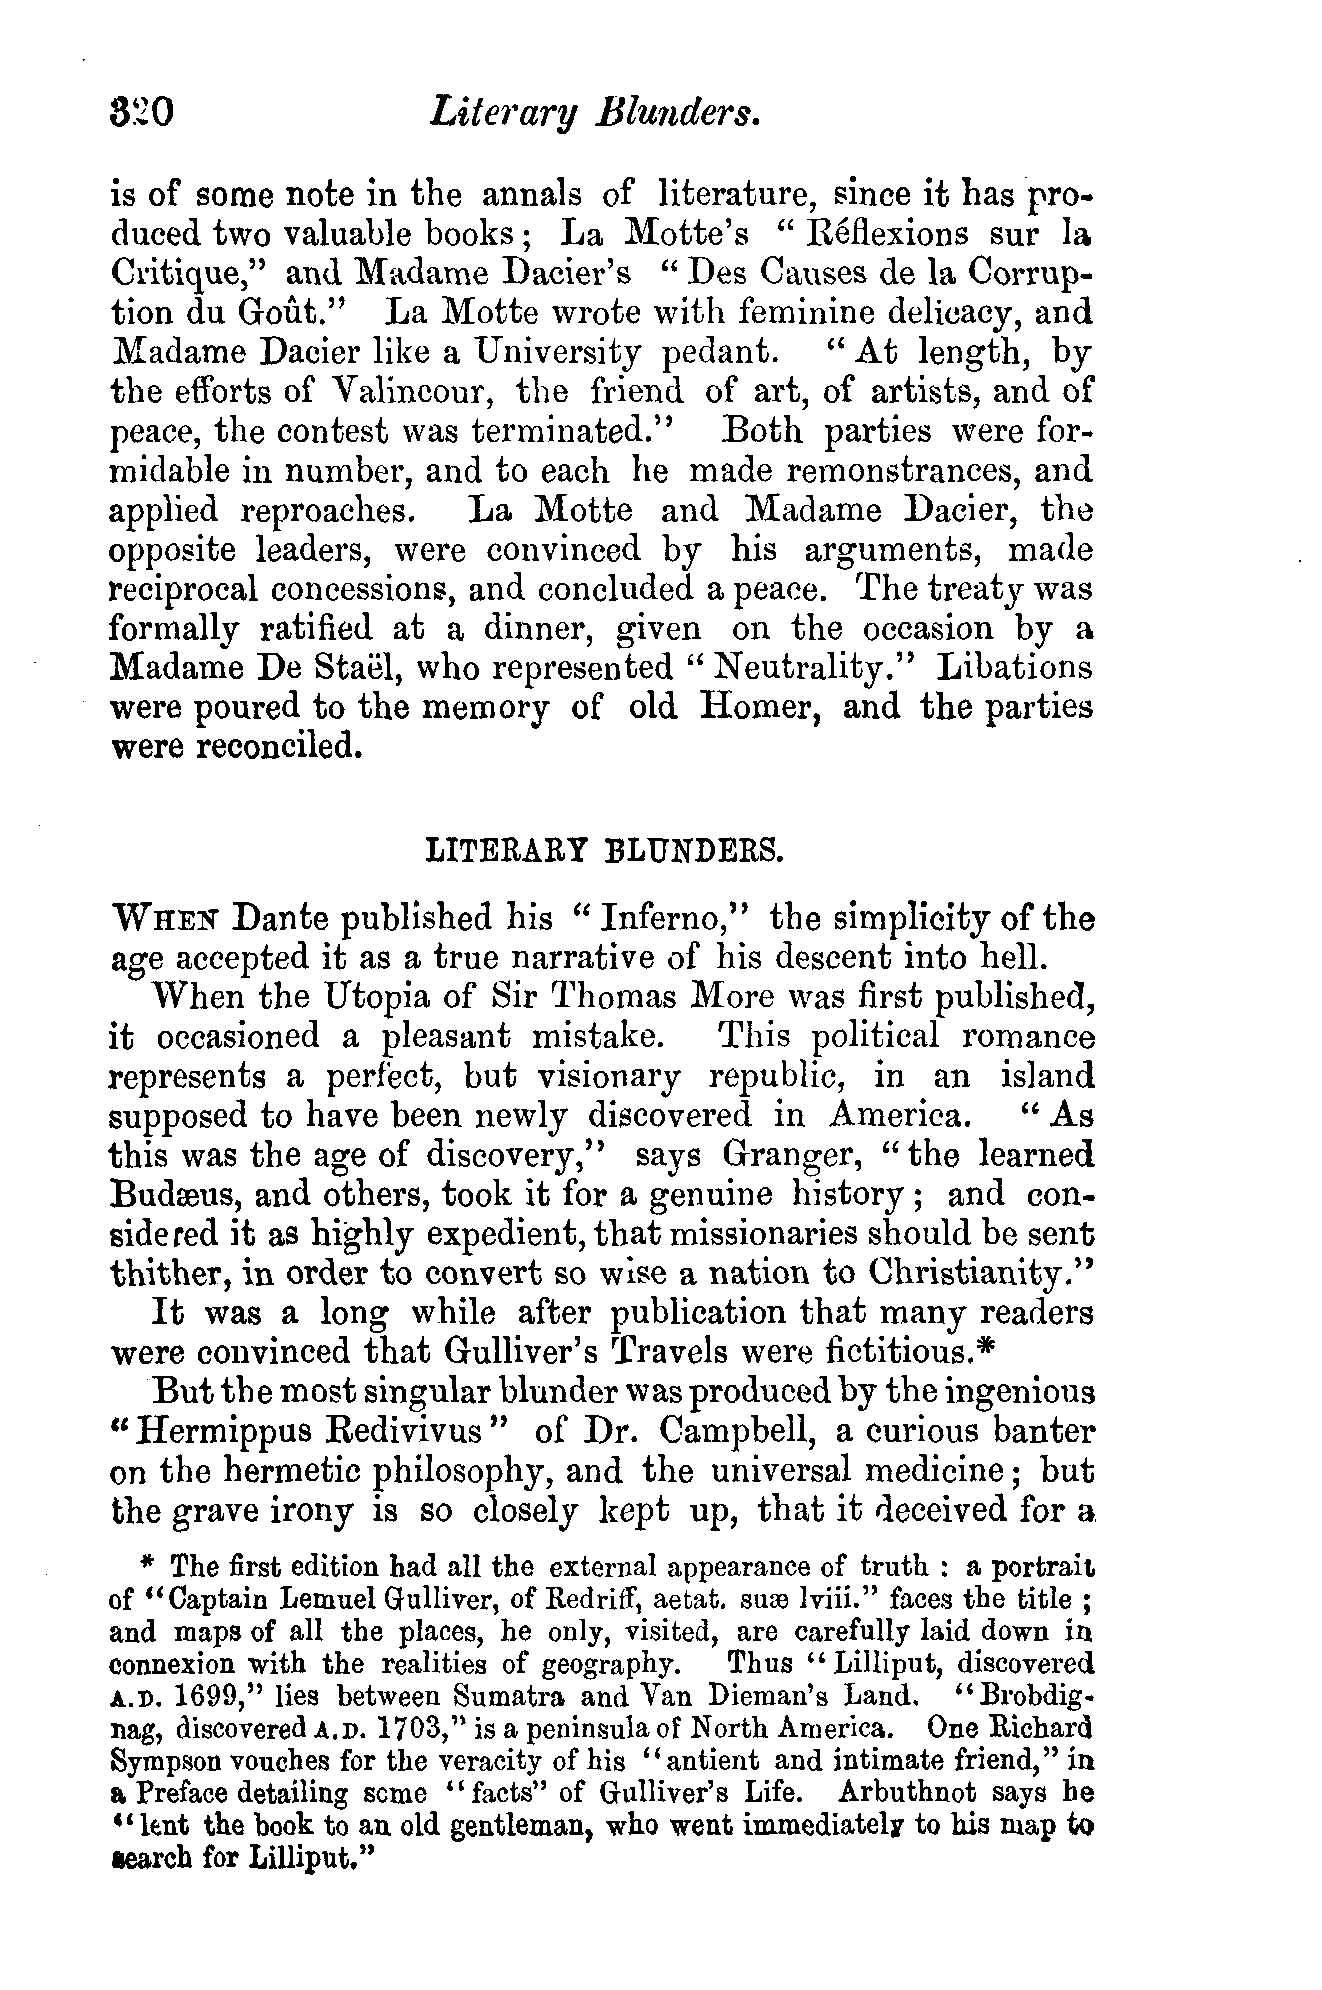 320 Literary Blunders.
is of some note in the annals of literature, since it has pro-
duced two valuable books; La Motte's “Réflexions sur la
Critique,” and Madame Dacier's “Des Causes de la Corrup-
tion du Goût.” La Motte wrote with feminine delicacy, and
Madame Dacier like a University pedant. “At length, by
the efforts of Valincour, the friend of art, of artists, and of
peace, the contest was terminated.” Both parties were for-
midable in number, and to each he made remonstrances, and
applied reproaches. La Motte and Madame Dacier, the
opposite leaders, were convinced by his arguments, made
reciprocal concessions, and concluded a peace. The treaty was
formally ratified at a dinner, given on the occasion by a
Madame De Staël, who represented “Neutrality.” Libations
were poured to the memory of old Homer, and the parties
were reconciled.
LITERARY BLUNDERS.
WHEN Dante published his “Inferno,” the simplicity of the
age accepted it as a true narrative of his descent into hell.
When the Utopia of Sir Thomas More was first published,
it occasioned a pleasant mistake. This political romance
represents a perfect, but visionary republic, in an island
supposed to have been newly discovered in America. “As
this was the age of discovery,” says Granger, “the learned
Budæus, and others, took it for a genuine history; and con-
sidered it as highly expedient, that missionaries should be sent
thither, in order to convert so wise a nation to Christianity.”
It was a long while after publication that many readers
were convinced that Gulliver's Travels were fictitious.*
But the most singular blunder was produced by the ingenious
“Hermippus Redivivus” of Dr. Campbell, a curious banter
on the hermetic philosophy, and the universal medicine; but
the grave irony is so closely kept up, that it deceived for a
* The first edition had all the external appearance of truth: a portrait
of “Captain Lemuel Gulliver, of Redriff, aetat. suæ lviii.” faces the title;
and maps of all the places, he only, visited, are carefully laid down in
connexion with the realities of geography. Thus “Lilliput, discovered
A.D. 1699,” lies between Sumatra and Van Dieman's Land. “Brobdig-
nag, discovered A.D. 1703,” is a peninsula of North America. One Richard
Sympson vouches for the veracity of his “antient and intimate friend,” in
a Preface detailing some “facts” of Gulliver's Life. Arbuthnot says he
“lent the book to an old gentleman, who went immediately to his map to
search for Lilliput.”